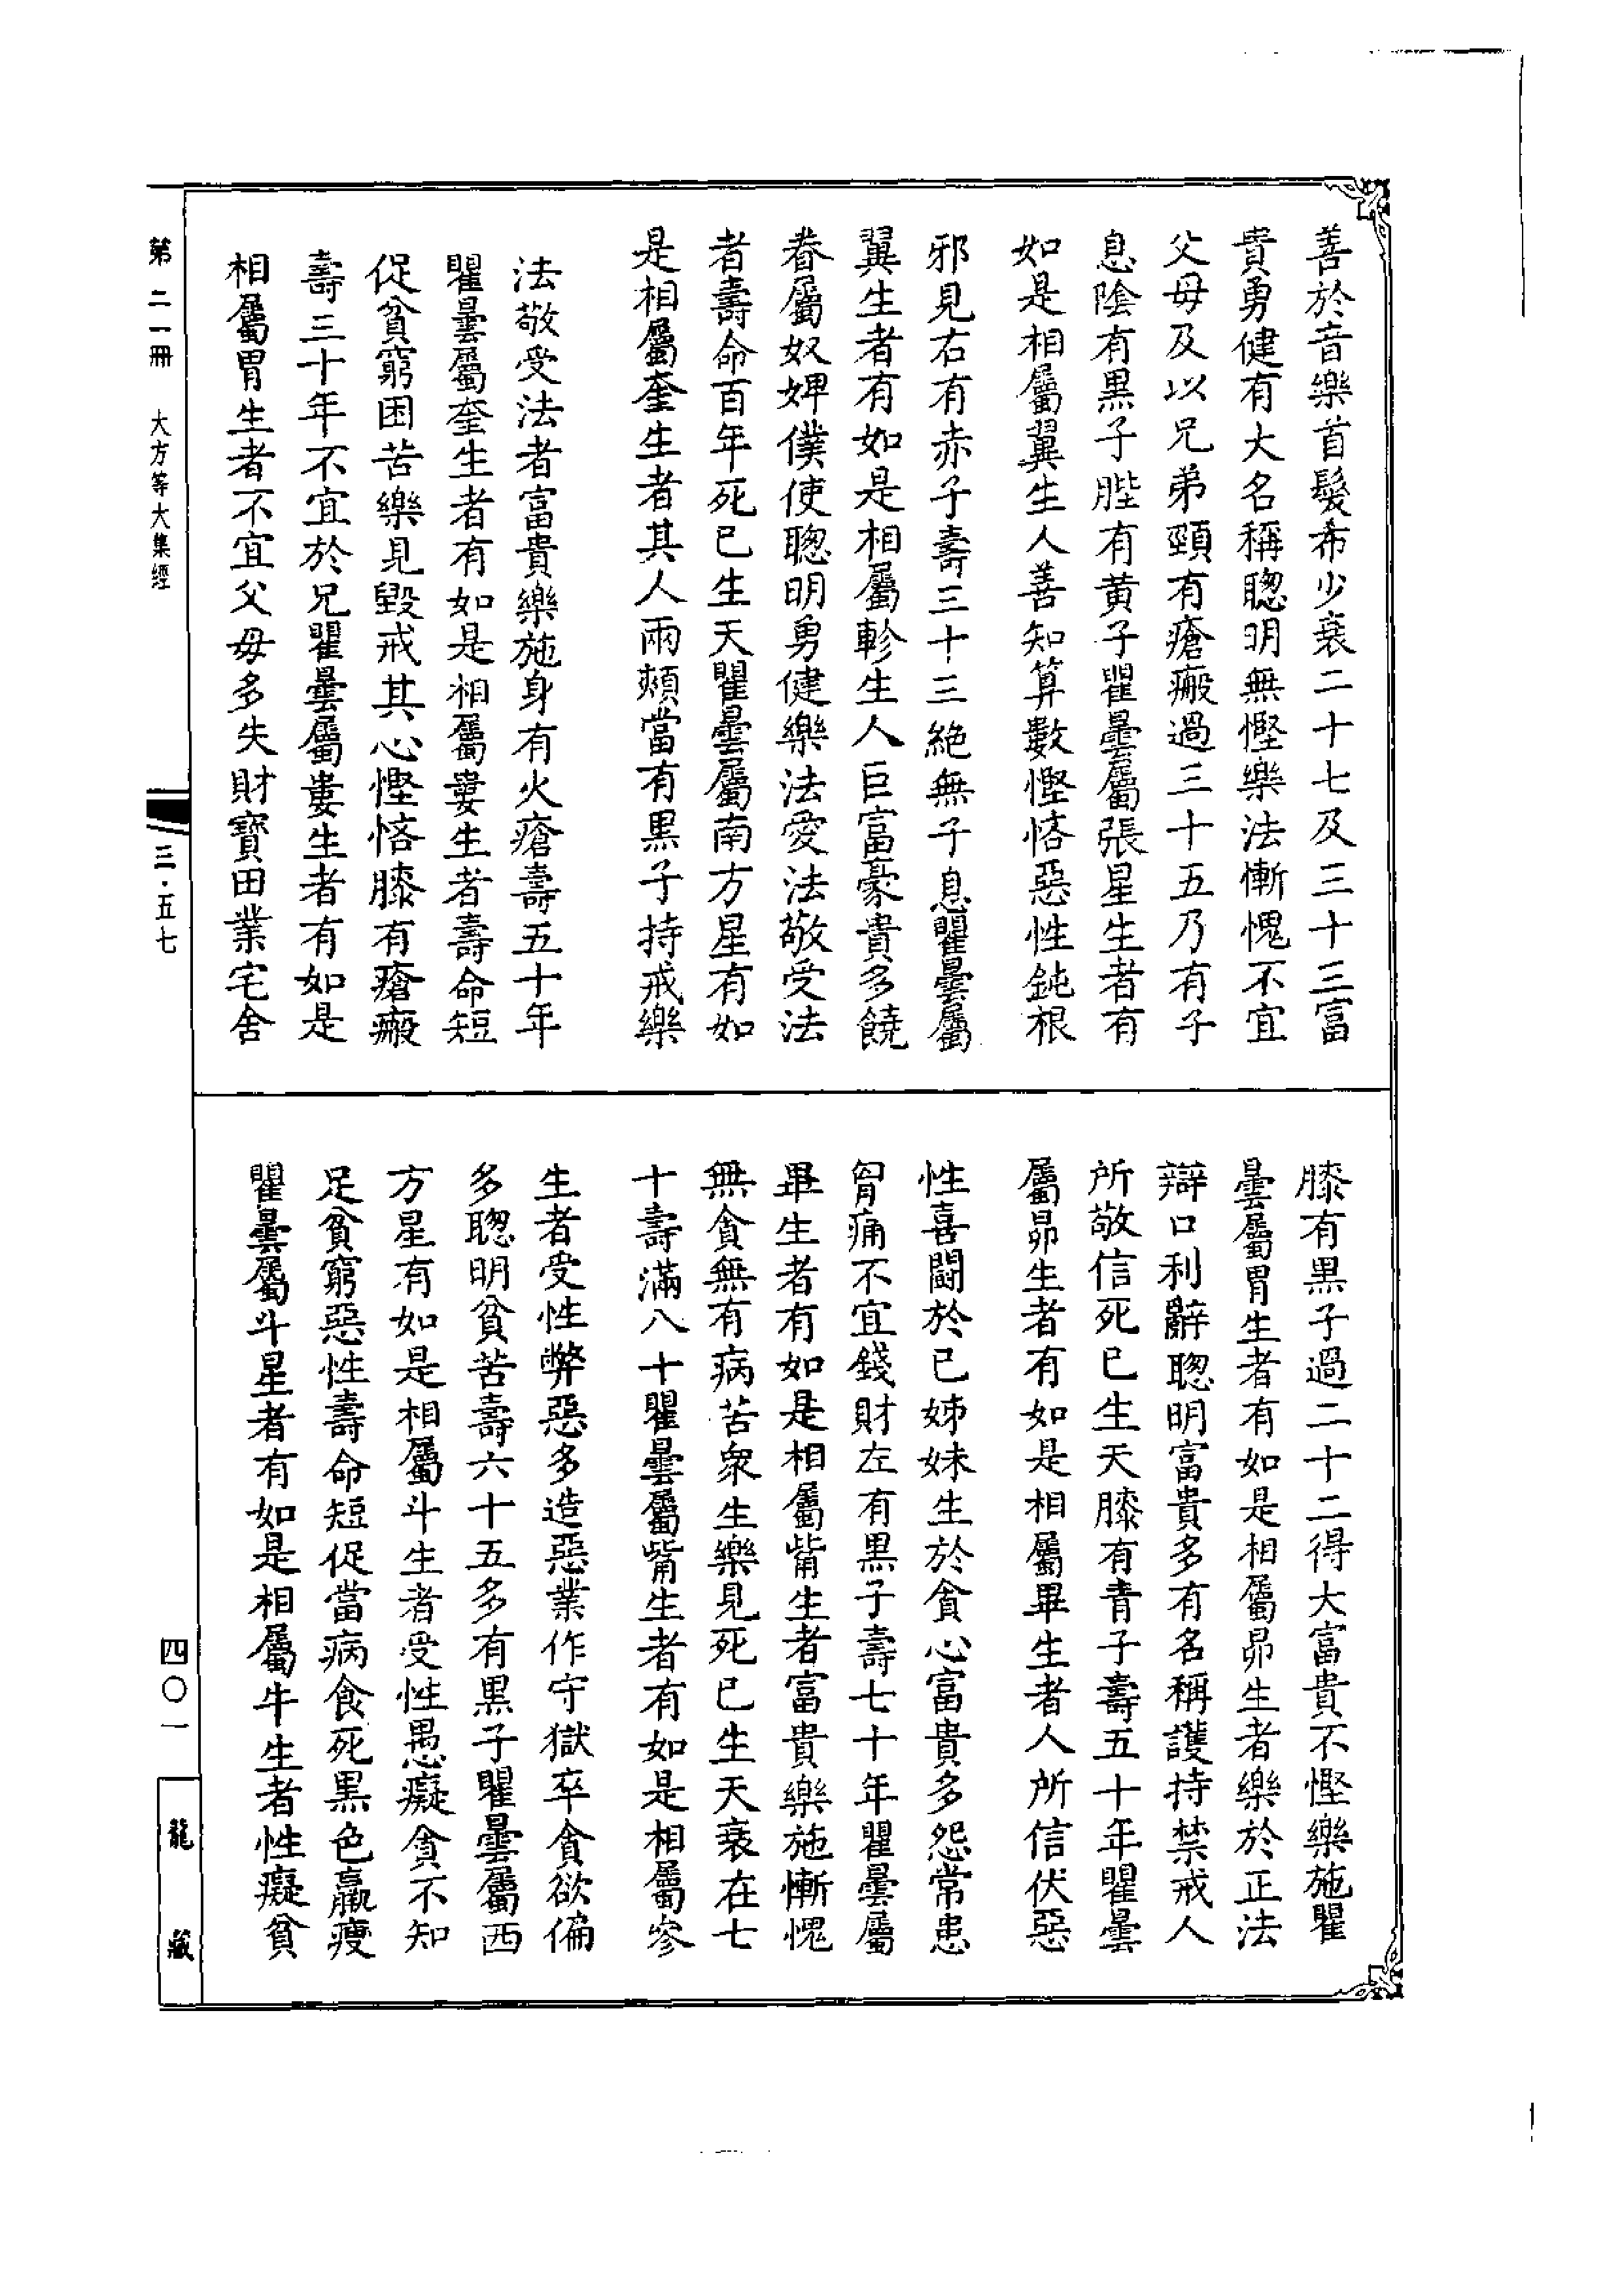 善於音樂首髮希少衰二十七及三十三富
貴勇健有大名稱聰明無慳樂法慚愧不宜
父母及以兄弟頸有瘡瘢過三十五乃有子
息陰有黒子䏶有黄子瞿曇屬張星生者有
如是相屬翼生人善知算數慳悋惡性鈍根
邪見右有赤子壽三十三絶無子息瞿曇屬
翼生者有如是相屬軫生人巨富豪貴多饒
眷屬奴婢僕使聰明勇健樂法愛法敬受法
者壽命百年死已生天瞿曇屬南方星有如
是相屬奎生者其人兩頰當有黒子持戒樂
法敬受法者富貴樂施身有火瘡壽五十年
瞿曇屬奎生者有如是相屬婁生者壽命短
促貧窮困苦樂見毀戒其心慳悋膝有瘡瘢
壽三十年不宜於兄瞿曇屬婁生者有如是
相屬胃生者不宜父母多失財寶田業宅舍
膝有黒子過二十二得大富貴不慳樂施瞿
曇屬胃生者有如是相屬昴生者樂於正法
辯口利辭聰明富貴多有名稱護持禁戒人
所敬信死已生天膝有青子壽五十年瞿曇
屬昴生者有如是相屬畢生者人所信伏惡
性喜鬪於已姊妹生於貪心富貴多怨常患
胷痛不宜錢財左有黒子壽七十年瞿曇屬
畢生者有如是相屬觜生者富貴樂施慚愧
無貪無有病苦衆生樂見死已生天衰在七
十壽滿八十瞿曇屬觜生者有如是相屬參
生者受性弊惡多造惡業作守獄卒貪欲偏
多聰明貧苦壽六十五多有黒子瞿曇屬西
方星有如是相屬斗生者受性愚癡貪不知
足貧窮惡性壽命短促當病食死黒色羸瘦
瞿曇屬斗星者有如是相屬牛生者性癡貧
第二一冊 大方等大集經
三·五七
四〇一
龍藏